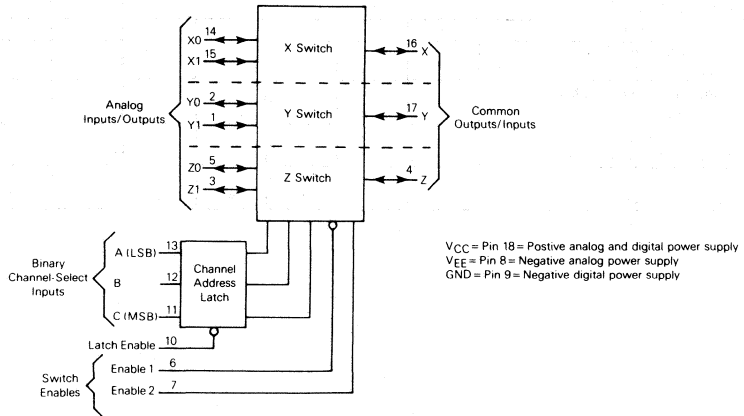 X0 14
X1 15
X Switch
16 X
Y0 2
Y1 1
Y Switch
17 Y
Analog
Inputs/Outputs
Common
Outputs/Inputs
Z0 5
Z1 3
Z Switch
4 Z
Binary
Channel-Select
Inputs
A (LSB) 13
B 12
C (MSB) 11
Channel
Address
Latch
Latch Enable 10
Switch
Enables
Enable 1 6
Enable 2 7
VCC = Pin 18 = Postive analog and digital power supply
VEE = Pin 8 = Negative analog power supply
GND = Pin 9 = Negative digital power supply